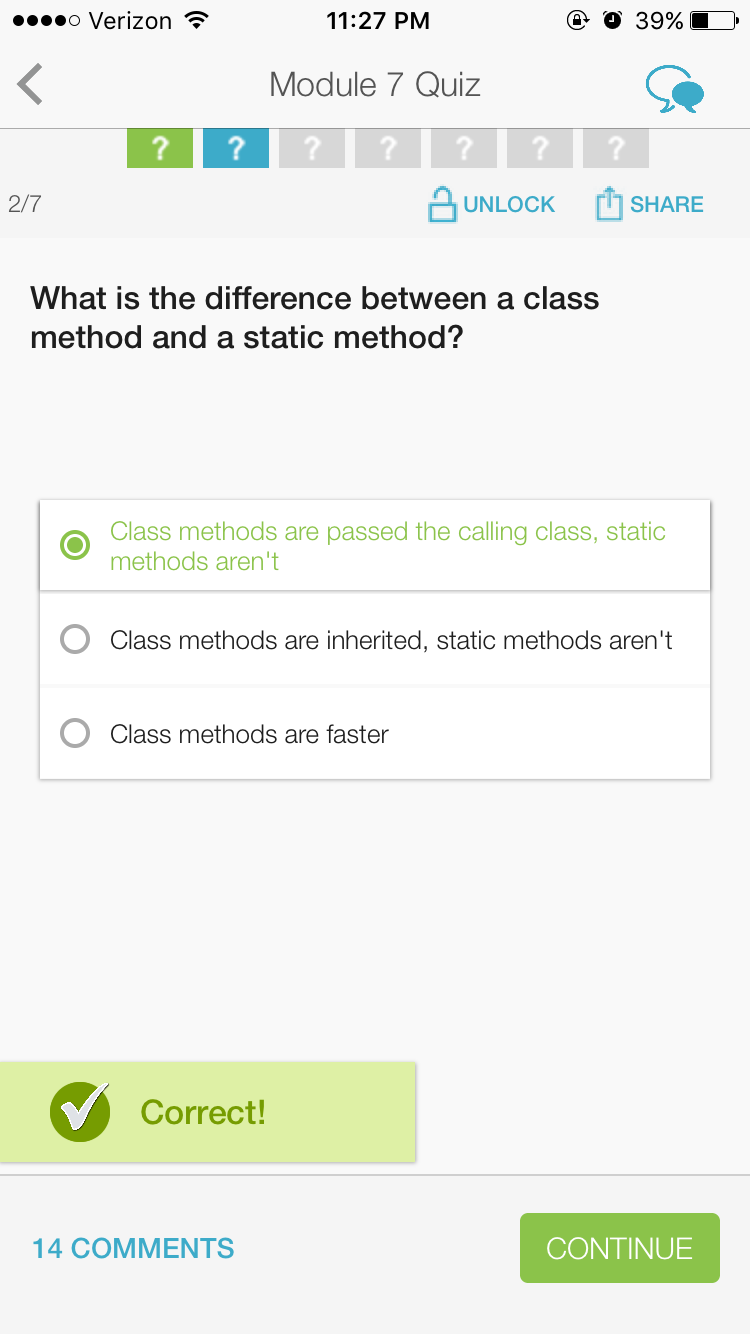 Verizon 11:27 PM 39%
Module 7 Quiz
? ? ? ? ? ? ?
2/7 UNLOCK SHARE
What is the difference between a class
method and a static method?
Class methods are passed the calling class, static
methods aren't
Class methods are inherited, static methods aren't
Class methods are faster
Correct!
14 COMMENTS CONTINUE